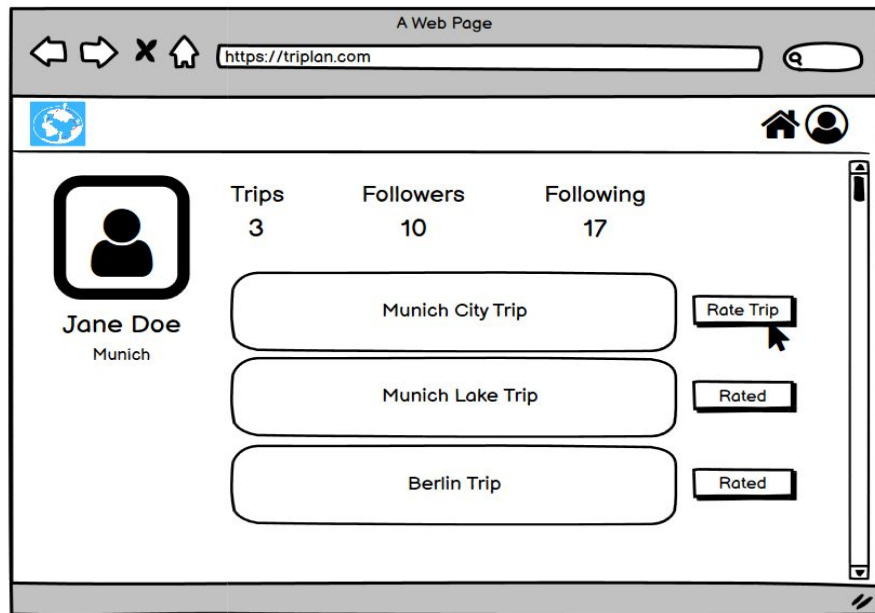 A Web Page
https://triplan.com
Trips Followers Following
3 10 17
Munich City Trip Rate Trip
Jane Doe
Munich
Munich Lake Trip Rated
Berlin Trip Rated